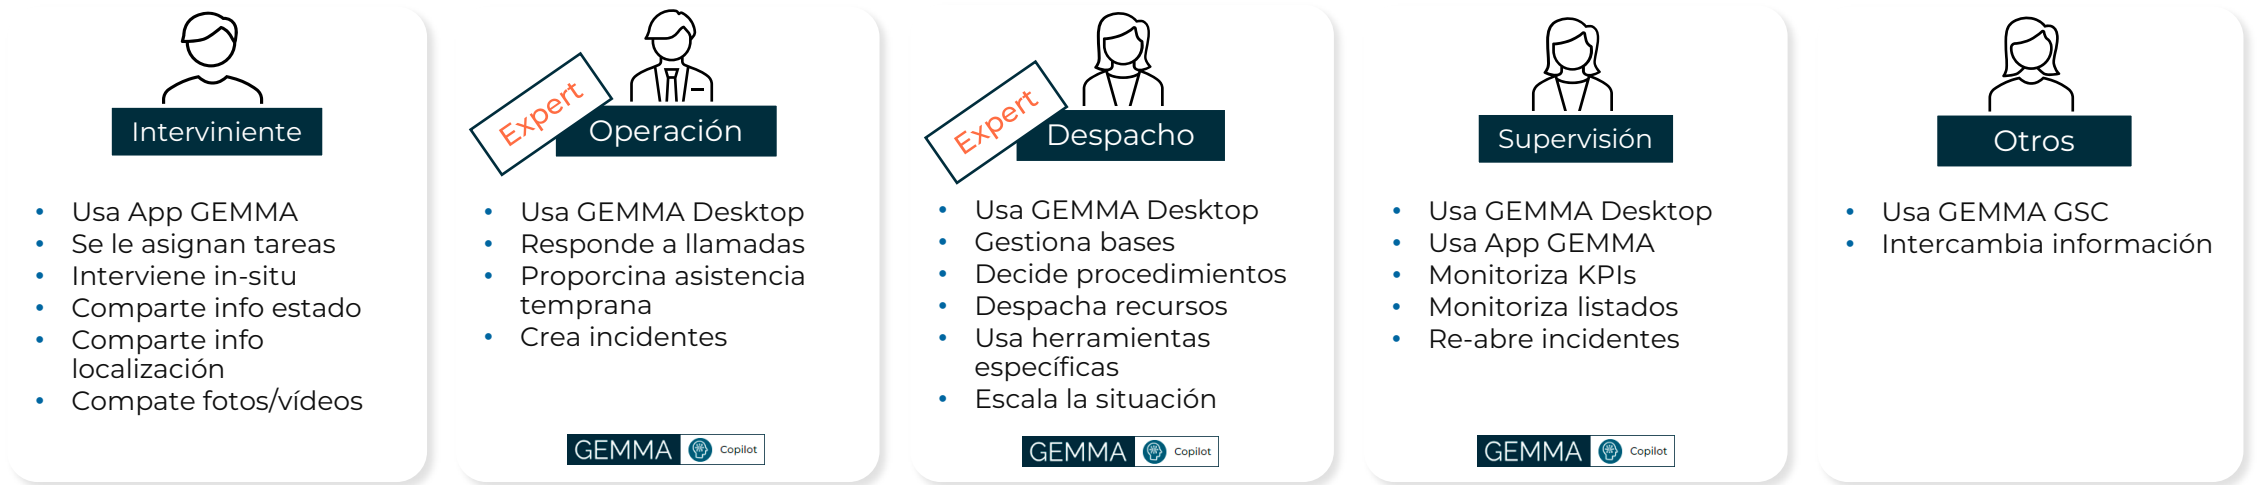 Interviniente
• Usa App GEMMA
• Se le asignan tareas
• Interviene in-situ
• Comparte info estado
• Comparte info
localización
• Compate fotos/vídeos
Expert
Operación
• Usa GEMMA Desktop
• Responde a llamadas
• Proporcina asistencia
temprana
• Crea incidentes
GEMMA Copilot
Expert
Despacho
• Usa GEMMA Desktop
• Gestiona bases
• Decide procedimientos
• Despacha recursos
• Usa herramientas
específicas
• Escala la situación
GEMMA Copilot
Supervisión
• Usa GEMMA Desktop
• Usa App GEMMA
• Monitoriza KPIs
• Monitoriza listados
• Re-abre incidentes
GEMMA Copilot
Otros
• Usa GEMMA GSC
• Intercambia información